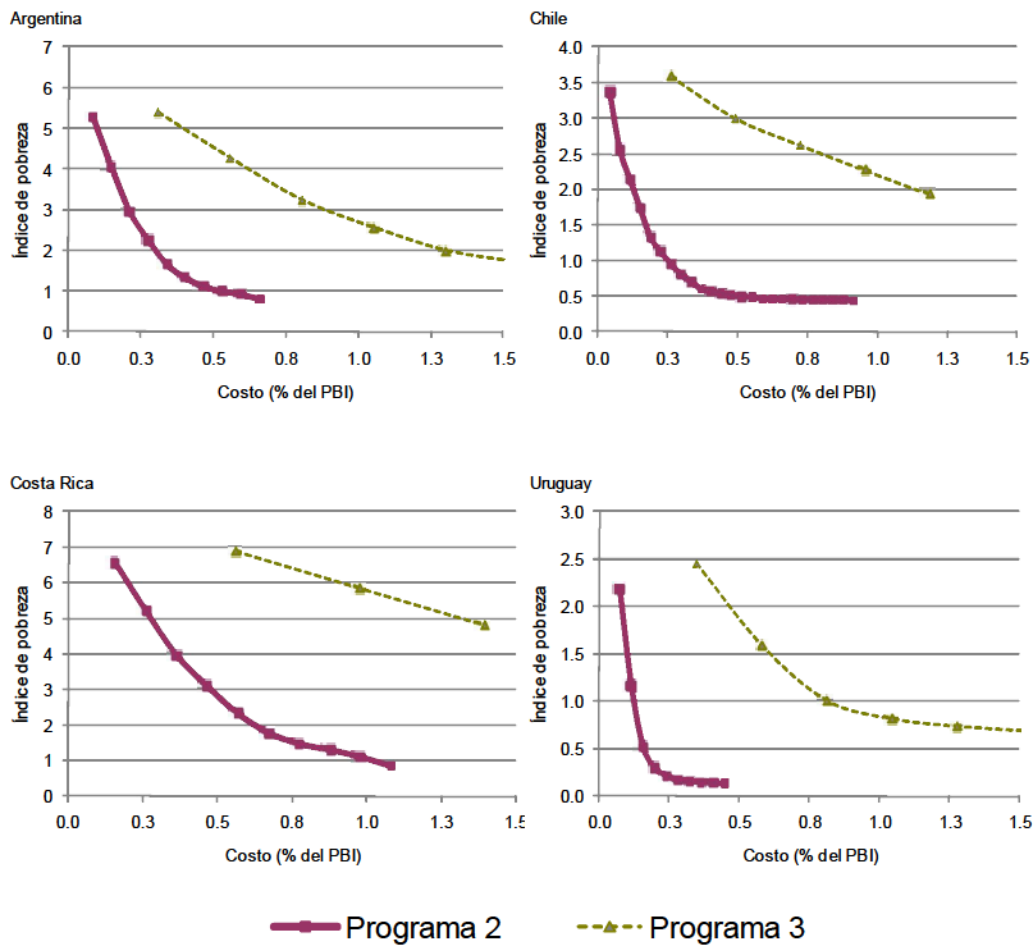 Argentina
Índice de pobreza
7
6
5
4
3
2
1
0
0.0 0.3 0.5 0.8 1.0 1.3 1.5
Costo (% del PBI)
Chile
Índice de pobreza
4.0
3.5
3.0
2.5
2.0
1.5
1.0
0.5
0.0
0.0 0.3 0.5 0.8 1.0 1.3 1.5
Costo (% del PBI)
Costa Rica
Índice de pobreza
8
7
6
5
4
3
2
1
0
0.0 0.3 0.5 0.8 1.0 1.3 1.5
Costo (% del PBI)
Uruguay
Índice de pobreza
3.0
2.5
2.0
1.5
1.0
0.5
0.0
0.0 0.3 0.5 0.8 1.0 1.3 1.5
Costo (% del PBI)
Programa 2 Programa 3